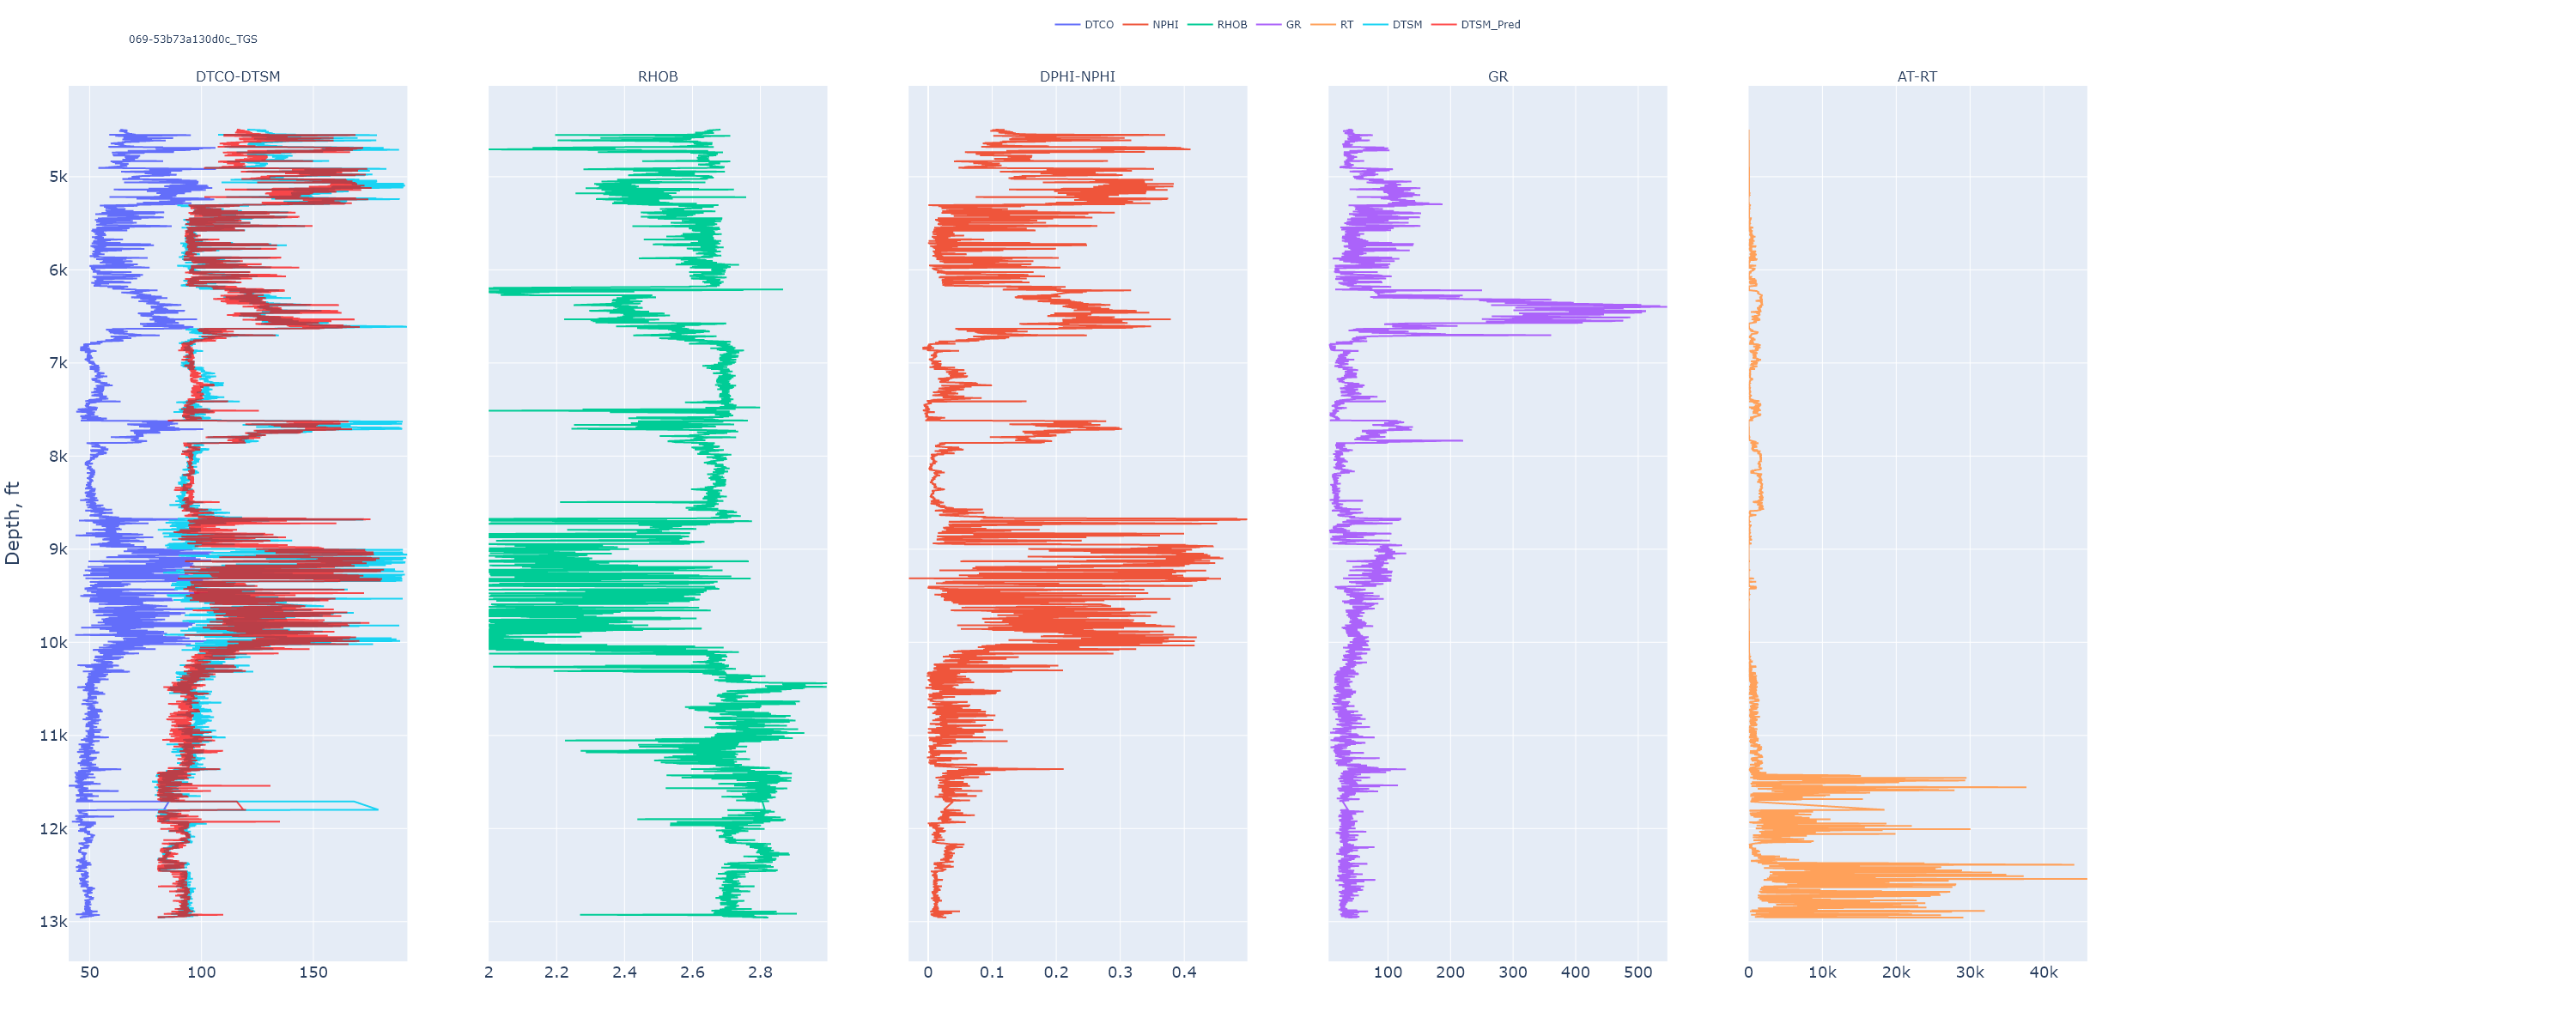 DTCO NPHI RHOB GR RT DTSM DTSM_Pred
069-53b73a130d0c_TGS
DTCO-DTSM RHOB DPHI-NPHI GR AT-RT
Depth, ft
5k
6k
7k
8k
9k
10k
11k
12k
13k
50 100 150 2 2.2 2.4 2.6 2.8 0 0.1 0.2 0.3 0.4 100 200 300 400 500 0 10k 20k 30k 40k